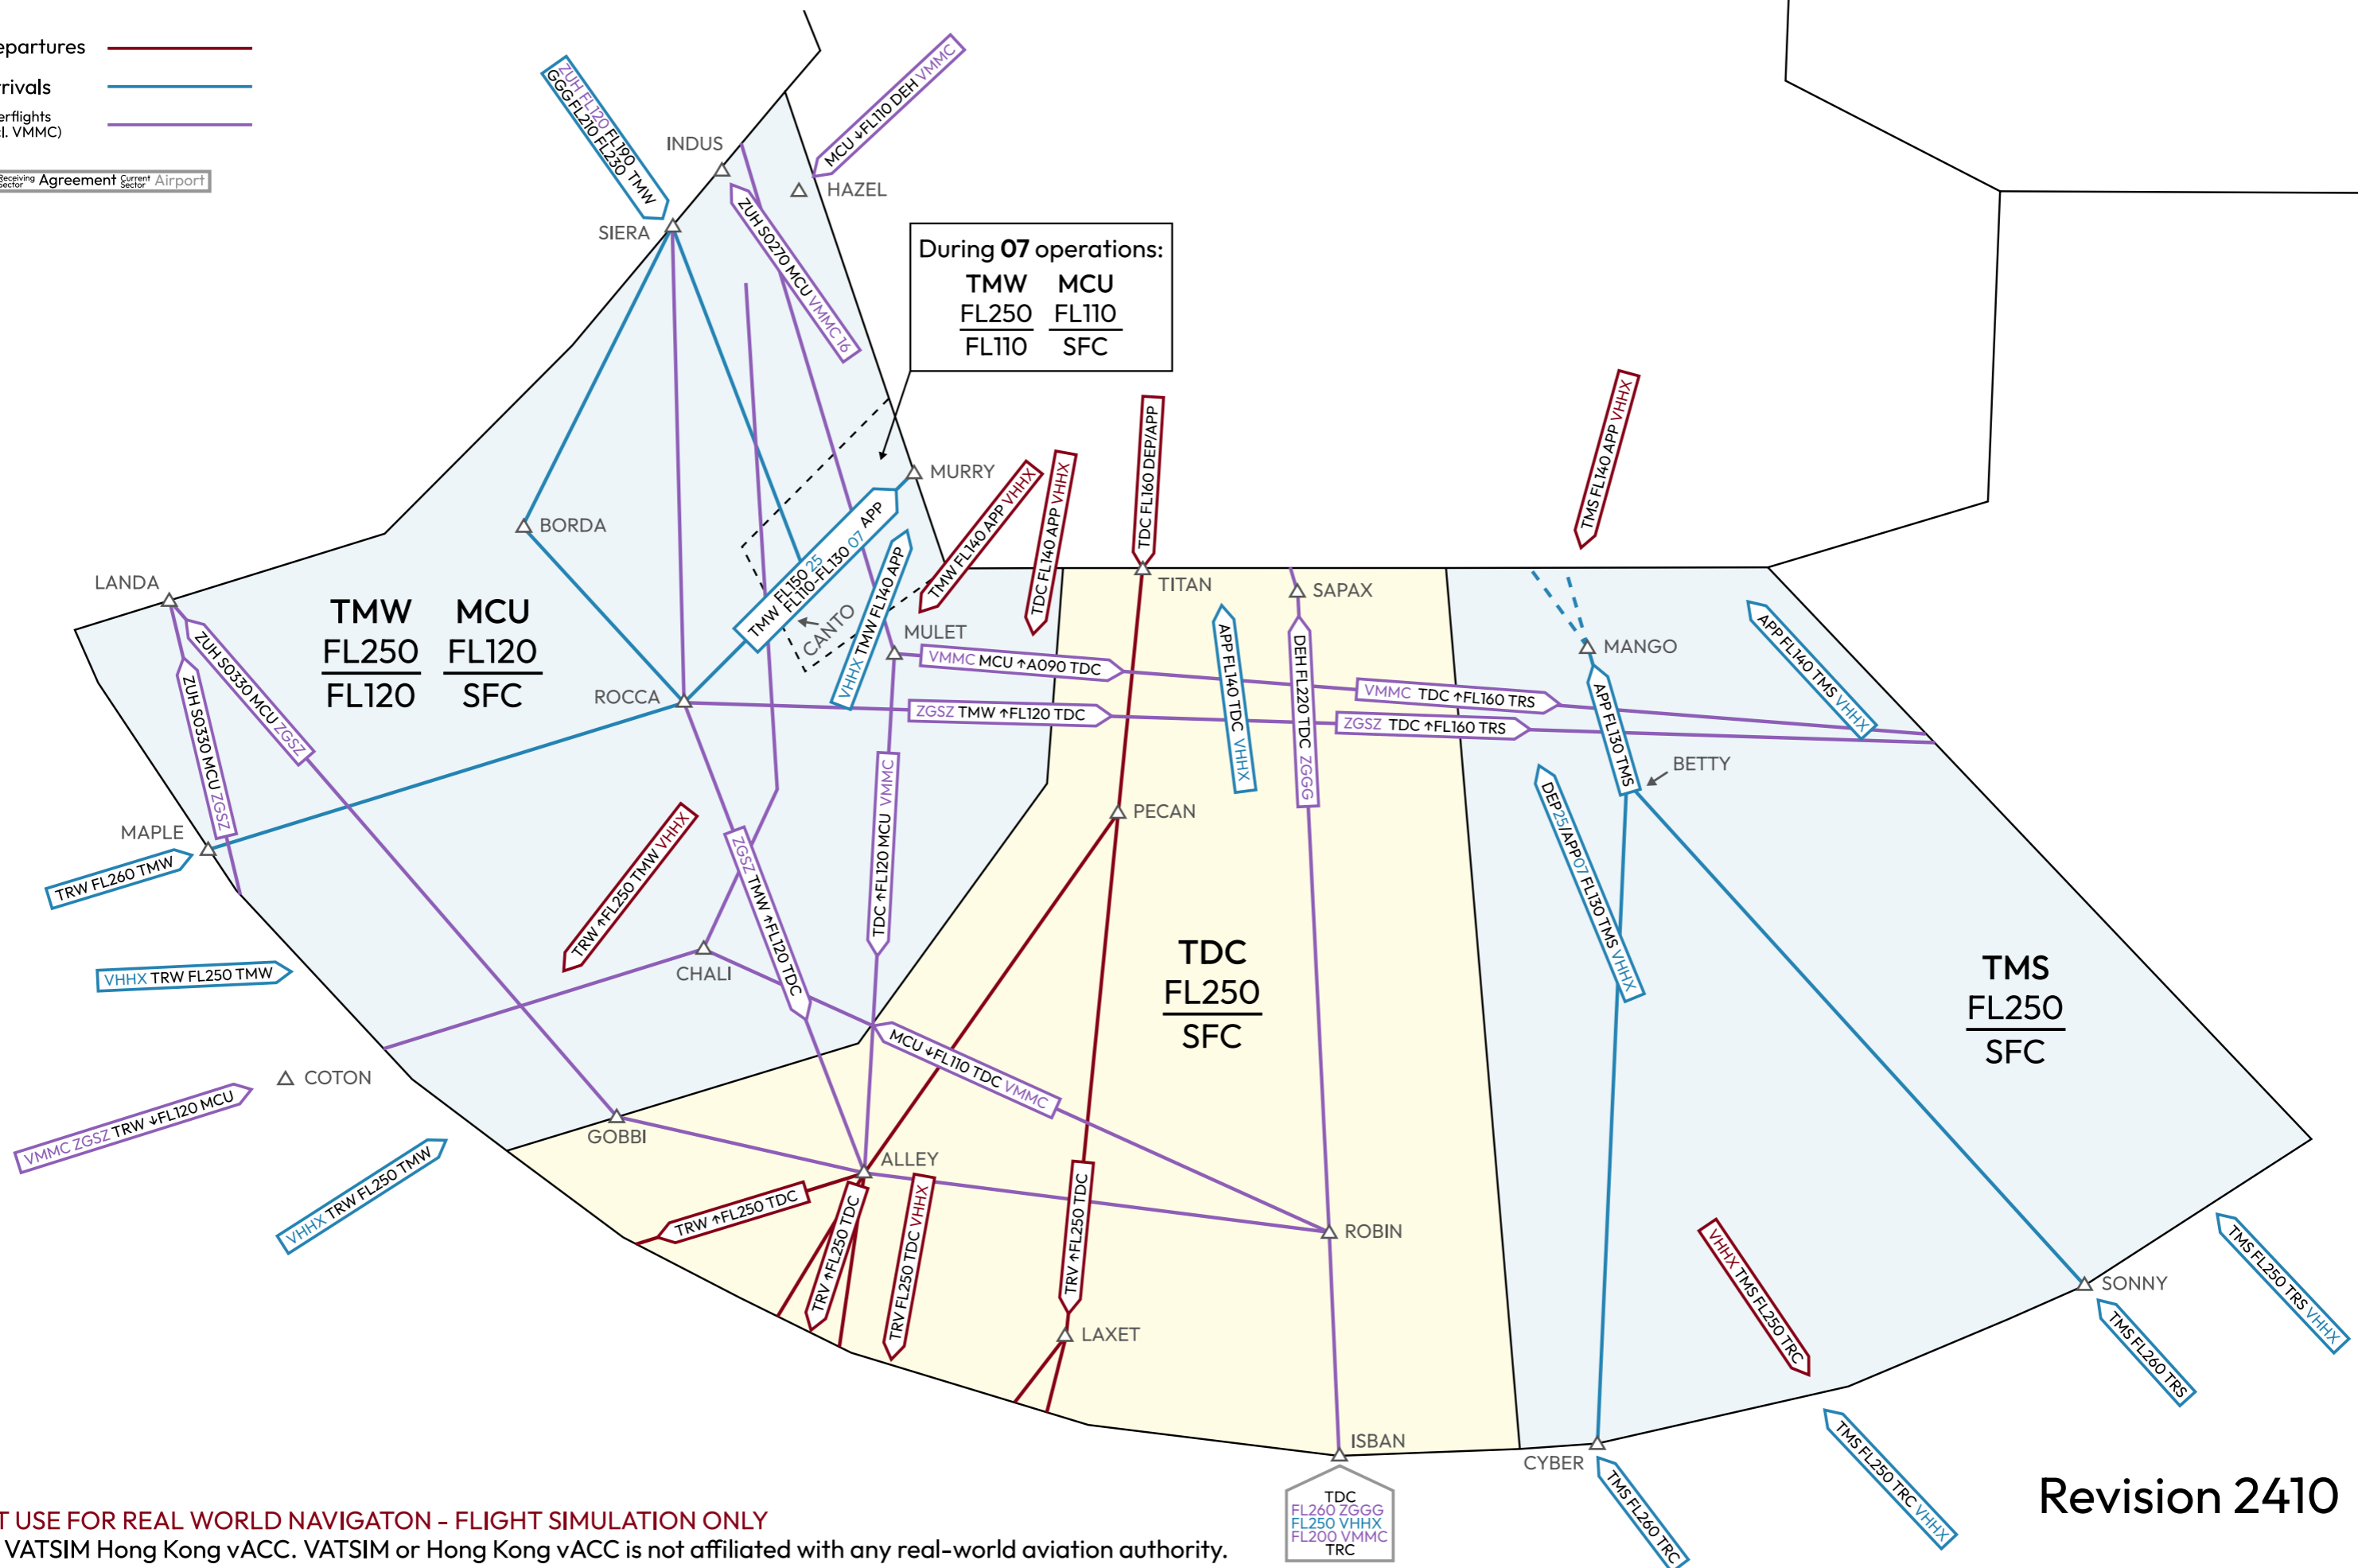 epartures
rivals
erflights
cl. VMMC)
Receiving Sector Agreement Current Sector Airport
ZUH FL120 FL190 TMW
GGG FL210 FL230
MCU ↓FL110 DEH VMMC
INDUS
HAZEL
SIERA
ZUH S0270 MCU VMMC 16
During 07 operations:
TMW MCU
FL250 FL110
FL110 SFC
TMS FL140 APP VHHX
TDC FL160 DEP/APP
MURRY
TMW FL140 APP VHHX
TDC FL140 APP VHHX
BORDA
TMW FL150 25 APP
FL110-FL130 07
CANTO
VHHX TMW FL140 APP
LANDA
TMW MCU
FL250 FL120
FL120 SFC
TITAN
SAPAX
MULET
MANGO
ZUH S0330 MCU ZGSZ
ZUH S0330 MCU ZGSZ
VMMC MCU ↑A090 TDC
APP FL140 TDC VHHX
DEH FL220 TDC ZGGG
VMMC TDC ↑FL160 TRS
APP FL130 TMS
APP FL140 TMS VHHX
ROCCA
ZGSZ TMW ↑FL120 TDC
ZGSZ TDC ↑FL160 TRS
BETTY
PECAN
MAPLE
TRW FL260 TMW
TRW ↑FL250 TMW VHHX
ZGSZ TMW ↑FL120 TDC
TDC ↑FL120 MCU VMMC
DEP25/APP07 FL130 TMS VHHX
VHHX TRW FL250 TMW
CHALI
TDC
FL250
SFC
TMS
FL250
SFC
MCU ↓FL110 TDC VMMC
COTON
VMMC ZGSZ TRW ↓FL120 MCU
GOBBI
VHHX TRW FL250 TMW
ALLEY
TRW ↑FL250 TDC
TRV ↑FL250 TDC
TRV FL250 TDC VHHX
TRV ↑FL250 TDC
ROBIN
LAXET
VHHX TMS FL250 TRC
SONNY
TMS FL250 TRS VHHX
TMS FL260 TRS
ISBAN
CYBER
TDC
FL260 ZGGG
FL250 VHHX
FL200 VMMC
TRC
TMS FL260 TRC
TMS FL250 TRC VHHX
Revision 2410
T USE FOR REAL WORLD NAVIGATON - FLIGHT SIMULATION ONLY
VATSIM Hong Kong vACC. VATSIM or Hong Kong vACC is not affiliated with any real-world aviation authority.